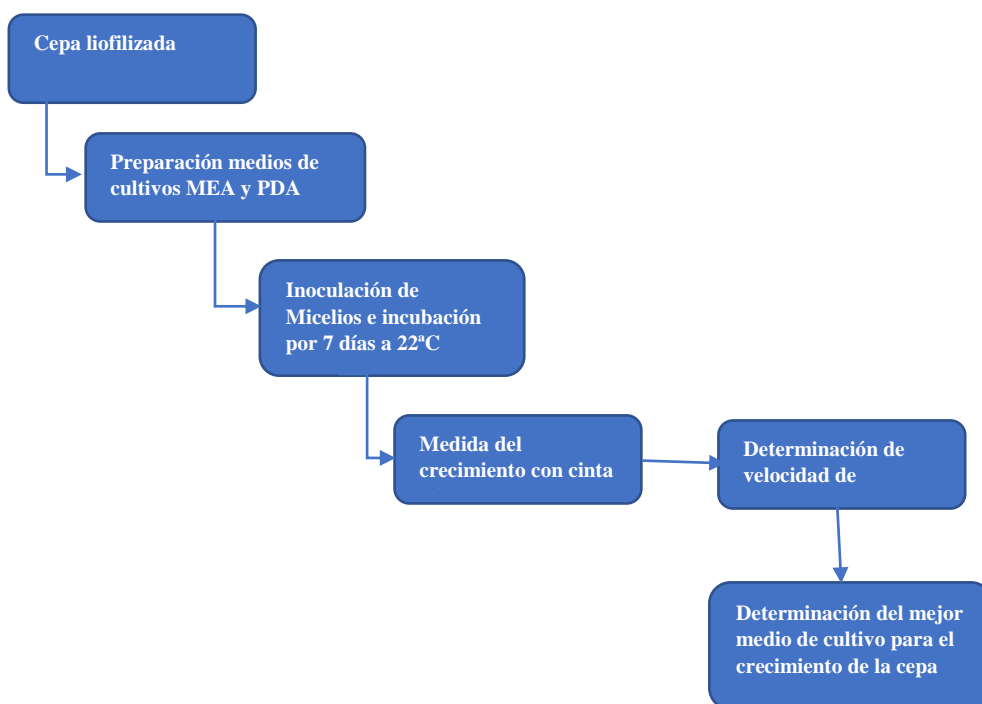 Cepa liofilizada
Preparación medios de
cultivos MEA y PDA
Inoculación de
Micelios e incubación
por 7 días a 22ªC
Medida del
crecimiento con cinta
Determinación de
velocidad de
Determinación del mejor
medio de cultivo para el
crecimiento de la cepa